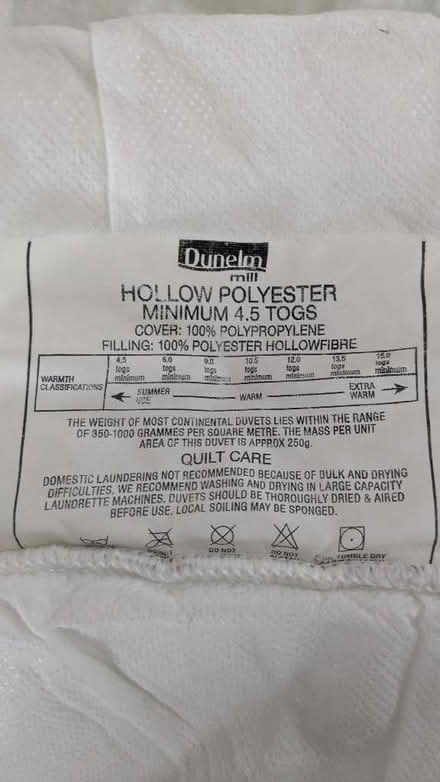 Dunelm
mill
HOLLOW POLYESTER
MINIMUM 4.5 TOGS
COVER: 100% POLYPROPYLENE
FILLING: 100% POLYESTER HOLLOWFIBRE
WARMTH CLASSIFICATIONS
4.5 6.0 9.0 10.5 12.0 13.5 15.0
togs togs togs togs togs togs togs
minimum minimum minimum minimum minimum minimum minimum
SUMMER USE WARM EXTRA WARM
THE WEIGHT OF MOST CONTINENTAL DUVETS LIES WITHIN THE RANGE
OF 350-1000 GRAMMES PER SQUARE METRE. THE MASS PER UNIT
AREA OF THIS DUVET IS APPROX 250g.
QUILT CARE
DOMESTIC LAUNDERING NOT RECOMMENDED BECAUSE OF BULK AND DRYING
DIFFICULTIES. WE RECOMMEND WASHING AND DRYING IN LARGE CAPACITY
LAUNDRETTE MACHINES. DUVETS SHOULD BE THOROUGHLY DRIED & AIRED
BEFORE USE. LOCAL SOILING MAY BE SPONGED.
DO NOT DO NOT TUMBLE DRY